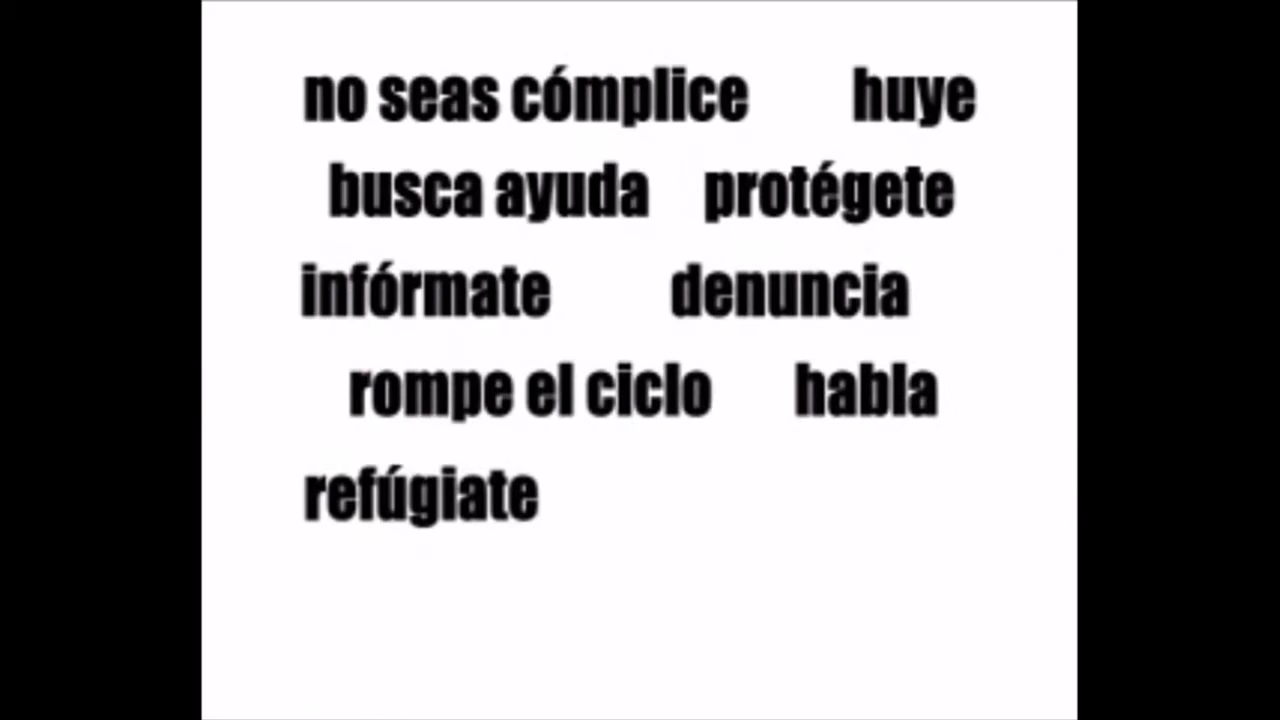 no seas cómplice huye
busca ayuda protégete
infórmate denuncia
rompe el ciclo habla
refúgiate